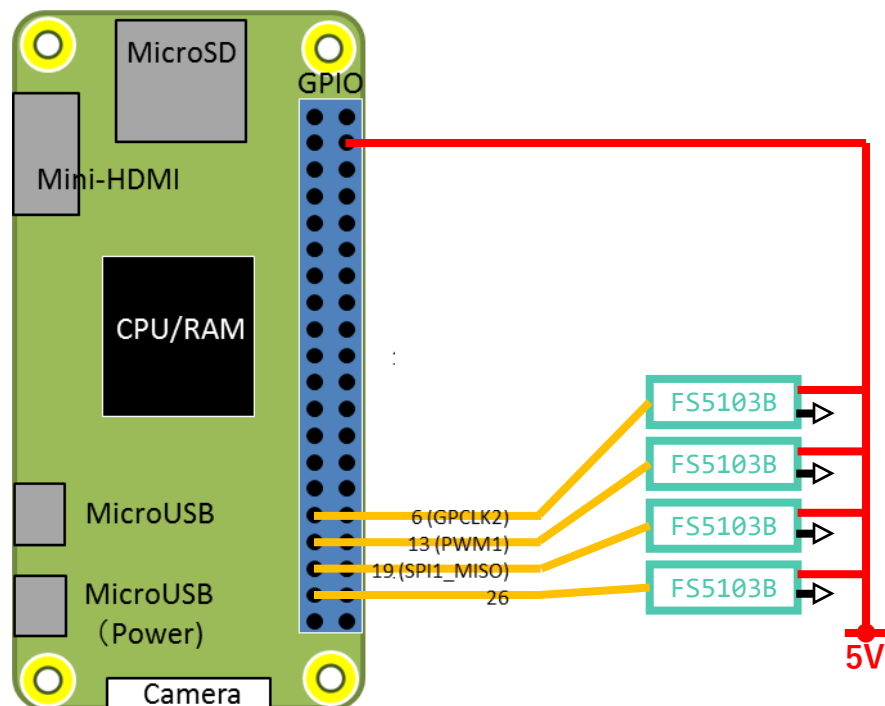 MicroSD
GPIO
Mini-HDMI
CPU/RAM
MicroUSB
MicroUSB
（Power)
Camera
6 (GPCLK2)
13 (PWM1)
19 (SPI1_MISO)
26
FS5103B
FS5103B
FS5103B
FS5103B
5V